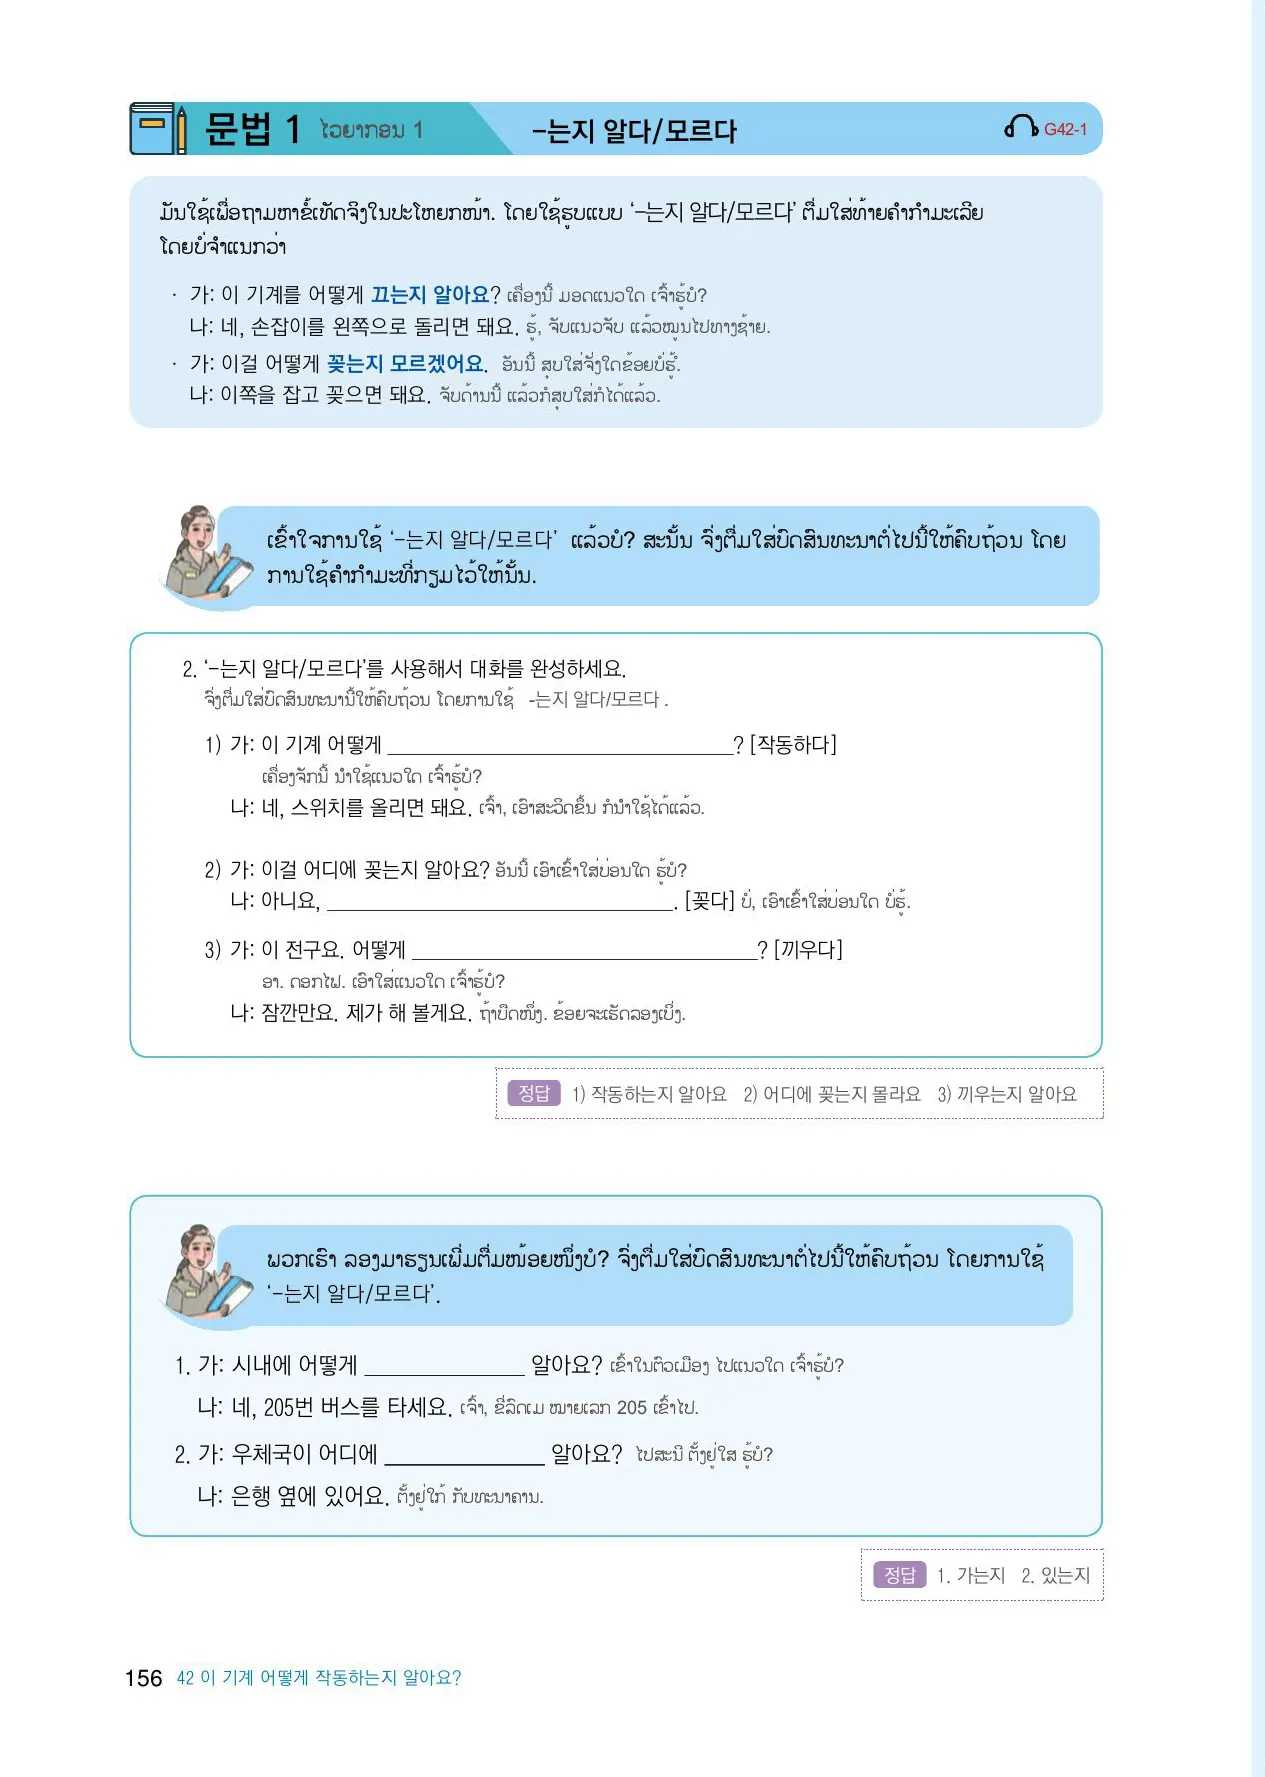 문법 1 ไวยากอน 1 -는지 알다/모르다 G42-1
ມັນໃຊ້ເພື່ອຖາມຫາຂໍ້ເທັດຈິງໃນປະໂຫຍກໜ້າ. ໂດຍໃຊ້ຮູບແບບ ‘-는지 알다/모르다’ ຕື່ມໃສ່ທ້າຍຄໍາກໍາມະເລີຍ
ໂດຍບໍ່ຈໍາແນກວ່າ
· 가: 이 기계를 어떻게 끄는지 알아요? ເຄື່ອງນີ້ ມອດແນວໃດ ເຈົ້າຮູ້ບໍ?
나: 네, 손잡이를 왼쪽으로 돌리면 돼요. ຮູ້, ຈັບແນວຈັບ ແລ້ວໝູນໄປທາງຊ້າຍ.
· 가: 이걸 어떻게 꽂는지 모르겠어요. ອັນນີ້ ສຸບໃສ່ຈັ່ງໃດຂ້ອຍບໍ່ຮູ້.
나: 이쪽을 잡고 꽂으면 돼요. ຈັບດ້ານນີ້ ແລ້ວກໍສຸບໃສ່ກໍໄດ້ແລ້ວ.
ເຂົ້າໃຈການໃຊ້ ‘-는지 알다/모르다’ ແລ້ວບໍ? ສະນັ້ນ ຈົ່ງຕື່ມໃສ່ບົດສົນທະນາຕໍ່ໄປນີ້ໃຫ້ຄົບຖ້ວນ ໂດຍ
ການໃຊ້ຄໍາກໍາມະທີ່ກຽມໄວ້ໃຫ້ນັ້ນ.
2. ‘-는지 알다/모르다’를 사용해서 대화를 완성하세요.
ຈົ່ງຕື່ມໃສ່ບົດສົນທະນານີ້ໃຫ້ຄົບຖ້ວນ ໂດຍການໃຊ້ -는지 알다/모르다 .
1) 가: 이 기계 어떻게 ____________________? [작동하다]
ເຄື່ອງຈັກນີ້ ນໍາໃຊ້ແນວໃດ ເຈົ້າຮູ້ບໍ?
나: 네, 스위치를 올리면 돼요. ເຈົ້າ, ເອົາສະວິດຂຶ້ນ ກໍນໍາໃຊ້ໄດ້ແລ້ວ.
2) 가: 이걸 어디에 꽂는지 알아요? ອັນນີ້ ເອົາເຂົ້າໃສ່ບ່ອນໃດ ຮູ້ບໍ?
나: 아니요, ____________________. [꽂다] ບໍ່, ເອົາເຂົ້າໃສ່ບ່ອນໃດ ບໍ່ຮູ້.
3) 가: 이 전구요. 어떻게 ____________________? [끼우다]
ອາ. ດອກໄຟ. ເອົາໃສ່ແນວໃດ ເຈົ້າຮູ້ບໍ?
나: 잠깐만요. 제가 해 볼게요. ຖ້າບຶດໜຶ່ງ. ຂ້ອຍຈະເຮັດລອງເບິ່ງ.
정답 1) 작동하는지 알아요 2) 어디에 꽂는지 몰라요 3) 끼우는지 알아요
ພວກເຮົາ ລອງມາຮຽນເພີ່ມຕື່ມໜ້ອຍໜຶ່ງບໍ? ຈົ່ງຕື່ມໃສ່ບົດສົນທະນາຕໍ່ໄປນີ້ໃຫ້ຄົບຖ້ວນ ໂດຍການໃຊ້
‘-는지 알다/모르다’.
1. 가: 시내에 어떻게 __________ 알아요? ເຂົ້າໃນຕົວເມືອງ ໄປແນວໃດ ເຈົ້າຮູ້ບໍ?
나: 네, 205번 버스를 타세요. ເຈົ້າ, ຂີ່ລົດເມ ໝາຍເລກ 205 ເຂົ້າໄປ.
2. 가: 우체국이 어디에 __________ 알아요? ໄປສະນີ ຕັ້ງຢູ່ໃສ ຮູ້ບໍ?
나: 은행 옆에 있어요. ຕັ້ງຢູ່ໃກ້ ກັບທະນາຄານ.
정답 1. 가는지 2. 있는지
156 42 이 기계 어떻게 작동하는지 알아요?